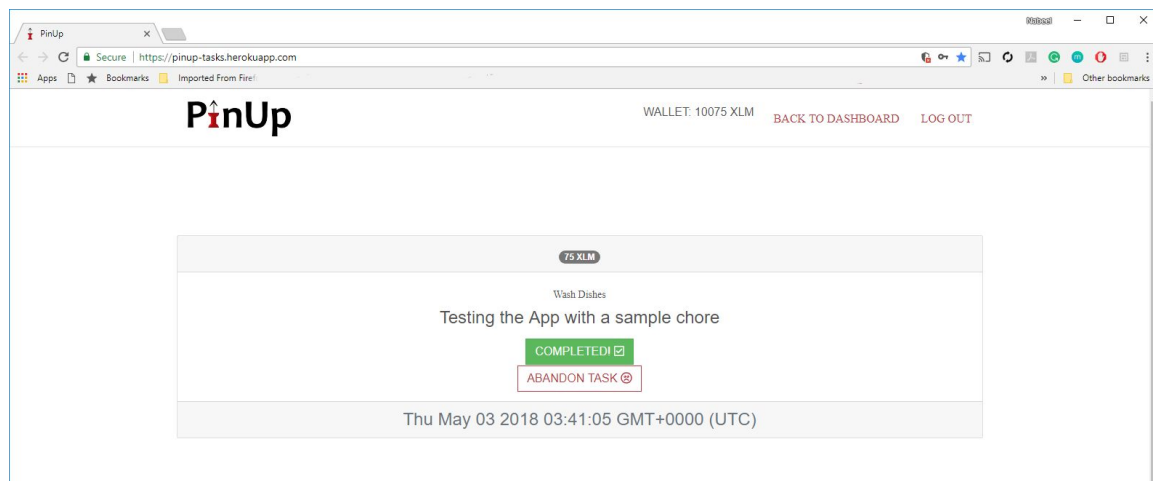 Nabeel
PinUp
Secure | https://pinup-tasks.herokuapp.com
Apps Bookmarks Imported From Firef » Other bookmarks
PinUp WALLET: 10075 XLM BACK TO DASHBOARD LOG OUT
75 XLM
Wash Dishes
Testing the App with a sample chore
COMPLETED!
ABANDON TASK
Thu May 03 2018 03:41:05 GMT+0000 (UTC)